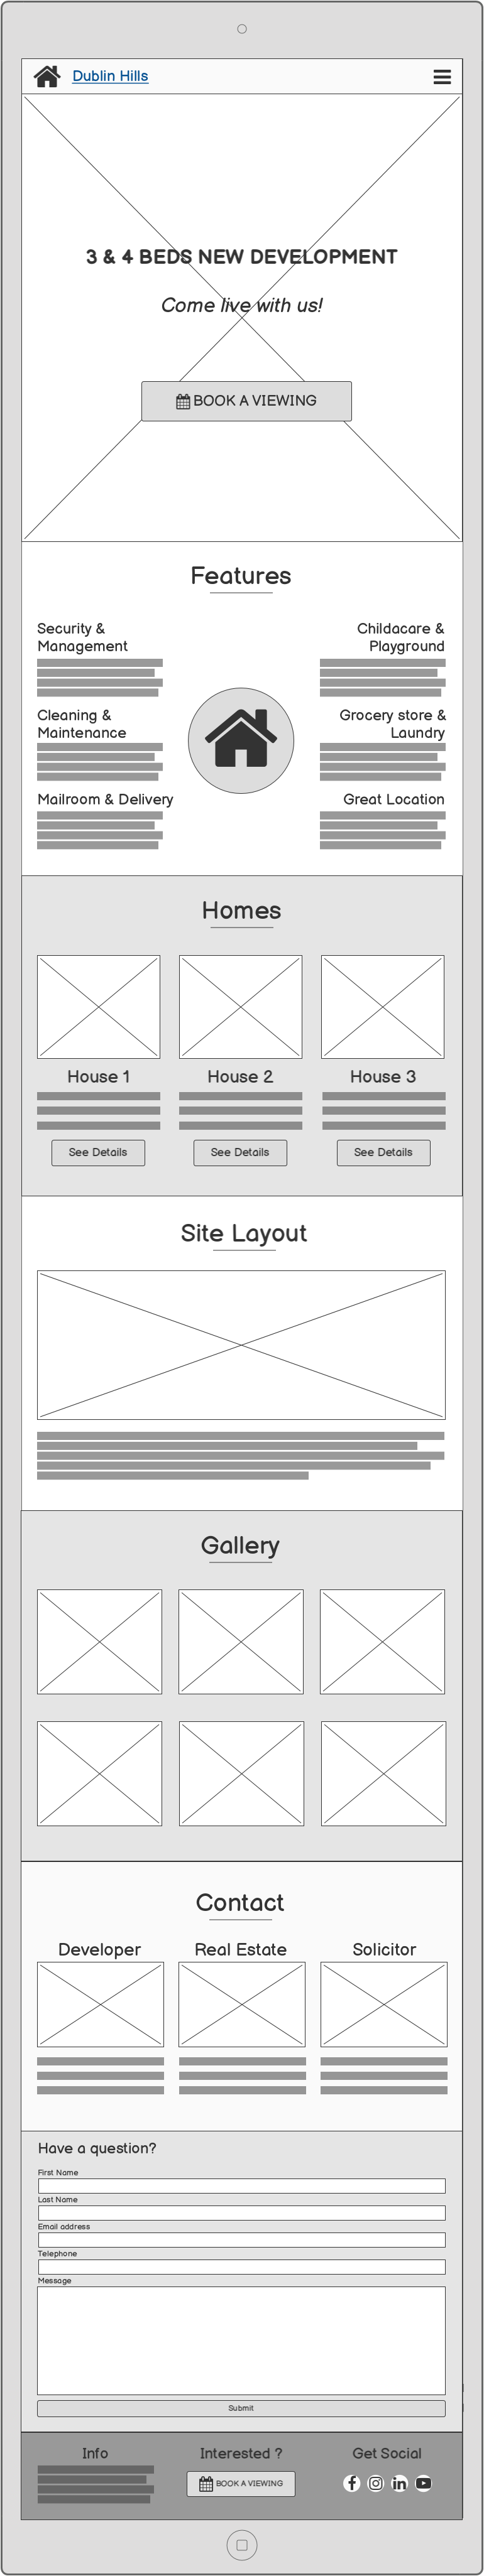 Dublin Hills
3 & 4 BEDS NEW DEVELOPMENT
Come live with us!
BOOK A VIEWING
Features
Security &
Management
Childacare &
Playground
Cleaning &
Maintenance
Grocery store &
Laundry
Mailroom & Delivery
Great Location
Homes
House 1
House 2
House 3
See Details
See Details
See Details
Site Layout
Gallery
Contact
Developer
Real Estate
Solicitor
Have a question?
First Name
Last Name
Email address
Telephone
Message
Submit
Info
Interested ?
Get Social
BOOK A VIEWING